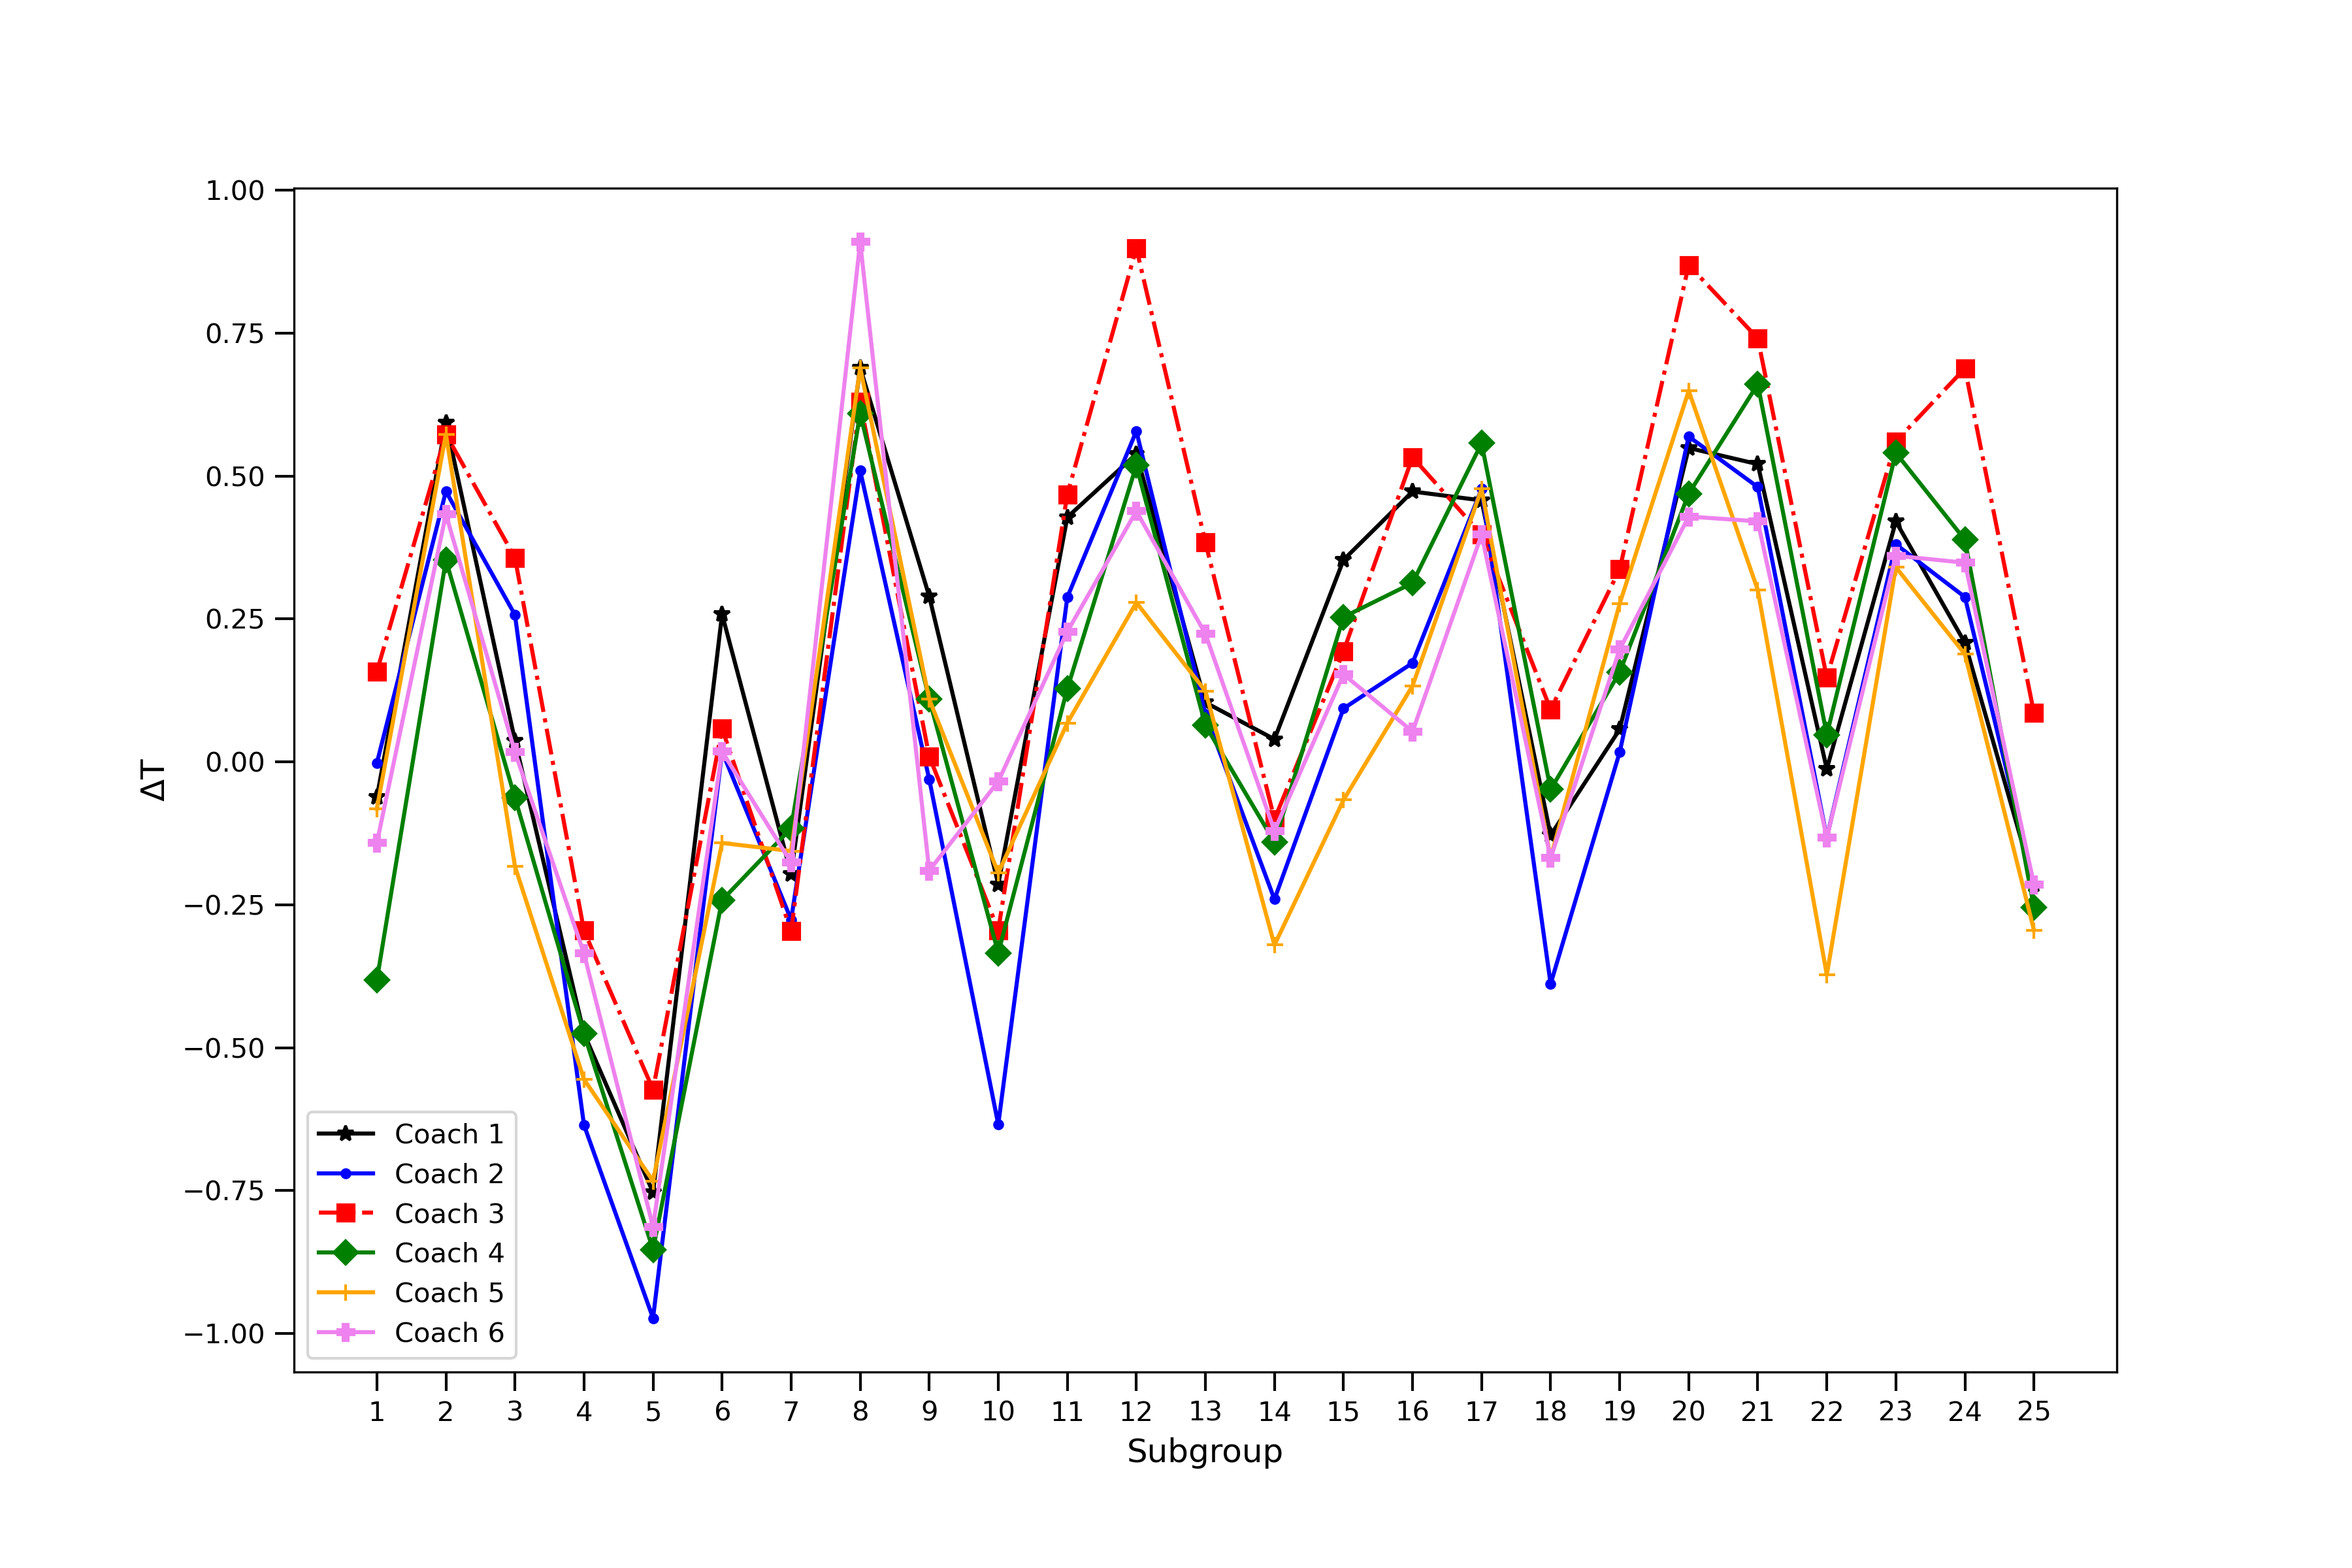 1.00
0.75
0.50
0.25
0.00
−0.25
−0.50
−0.75
−1.00
ΔT
Coach 1
Coach 2
Coach 3
Coach 4
Coach 5
Coach 6
1 2 3 4 5 6 7 8 9 10 11 12 13 14 15 16 17 18 19 20 21 22 23 24 25
Subgroup